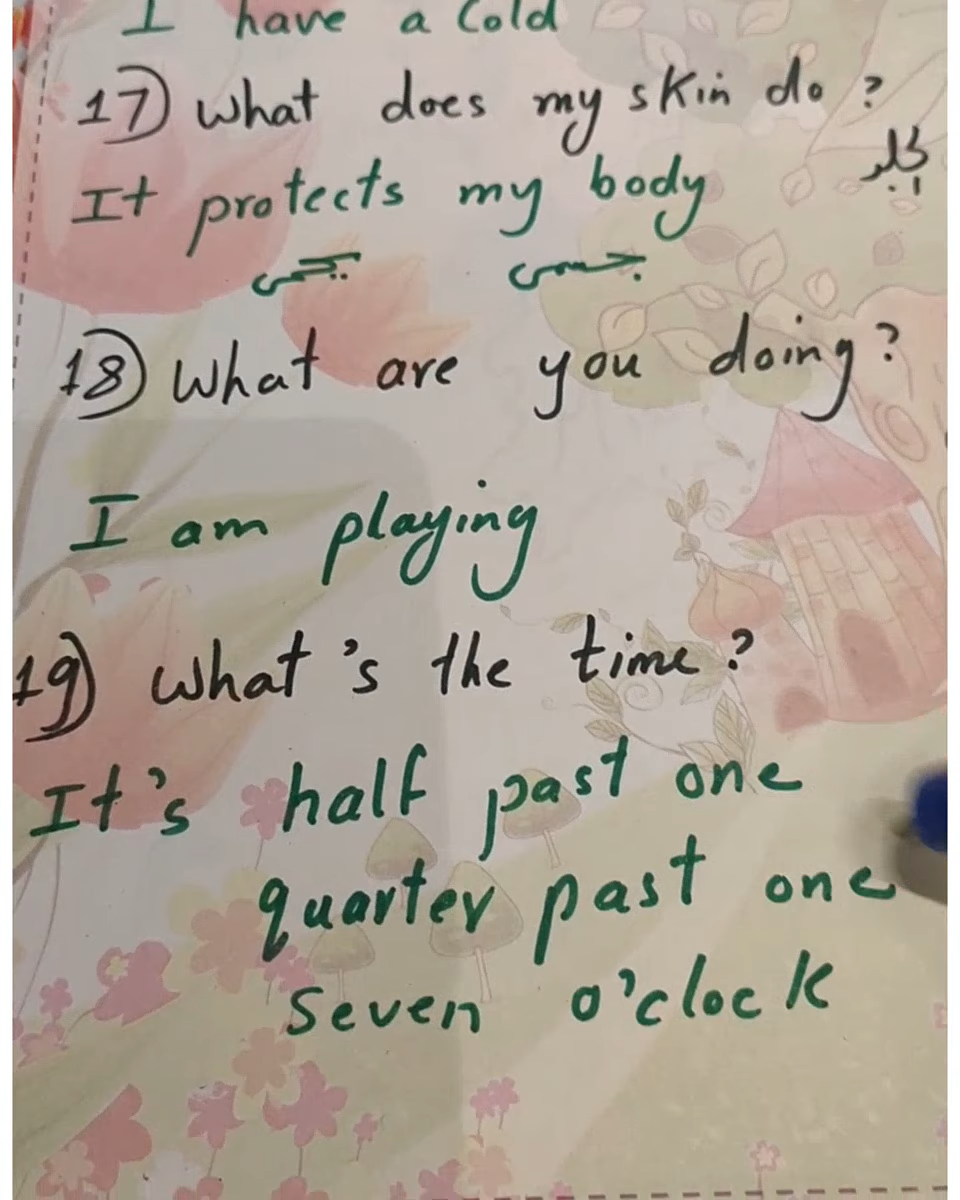 I have a cold
17) What does my skin do ?
جلد
It protects my body
يحمي جسمي
18) What are you doing?
I am playing
19) What's the time?
It's half past one
quarter past one
seven o'clock